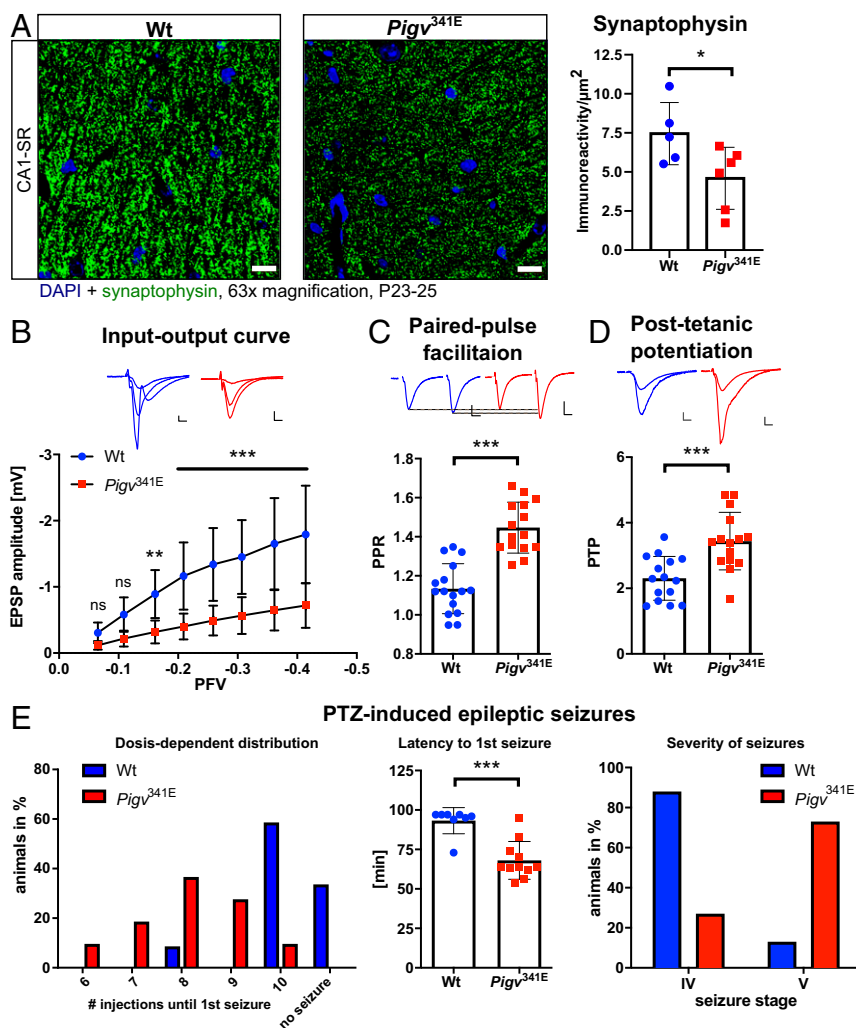 A
Wt
Pigv341E
CA1-SR
DAPI + synaptophysin, 63x magnification, P23-25
Synaptophysin
*
Immunoreactivity/μm2
12.5
10.0
7.5
5.0
2.5
0.0
Wt
Pigv341E
B
Input-output curve
Wt
Pigv341E
***
**
ns
ns
EPSP amplitude [mV]
-3
-2
-1
0
0.0
-0.1
-0.2
-0.3
-0.4
-0.5
PFV
C
Paired-pulse
facilitaion
***
PPR
1.8
1.6
1.4
1.2
1.0
0.8
Wt
Pigv341E
D
Post-tetanic
potentiation
***
PTP
6
4
2
0
Wt
Pigv341E
E
PTZ-induced epileptic seizures
Dosis-dependent distribution
Wt
Pigv341E
animals in %
80
60
40
20
0
6
7
8
9
10
no seizure
# injections until 1st seizure
Latency to 1st seizure
***
[min]
125
100
75
50
25
0
Wt
Pigv341E
Severity of seizures
Wt
Pigv341E
animals in %
100
80
60
40
20
0
IV
V
seizure stage